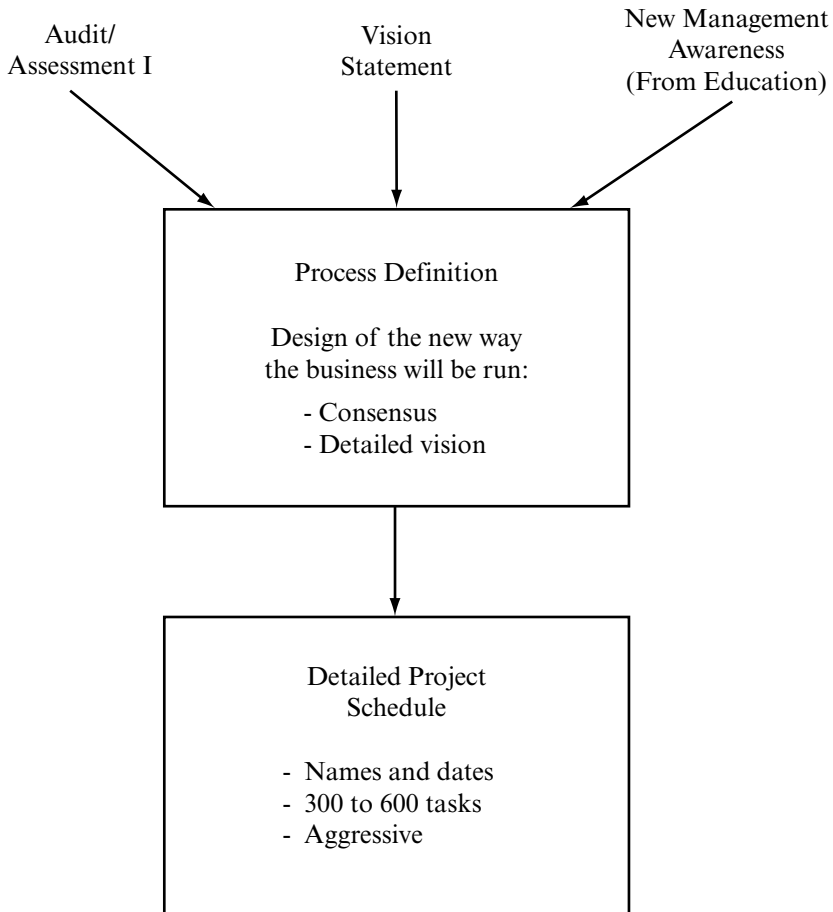 Audit/
Assessment I
Vision
Statement
New Management
Awareness
(From Education)
Process Definition
Design of the new way
the business will be run:
- Consensus
- Detailed vision
Detailed Project
Schedule
- Names and dates
- 300 to 600 tasks
- Aggressive